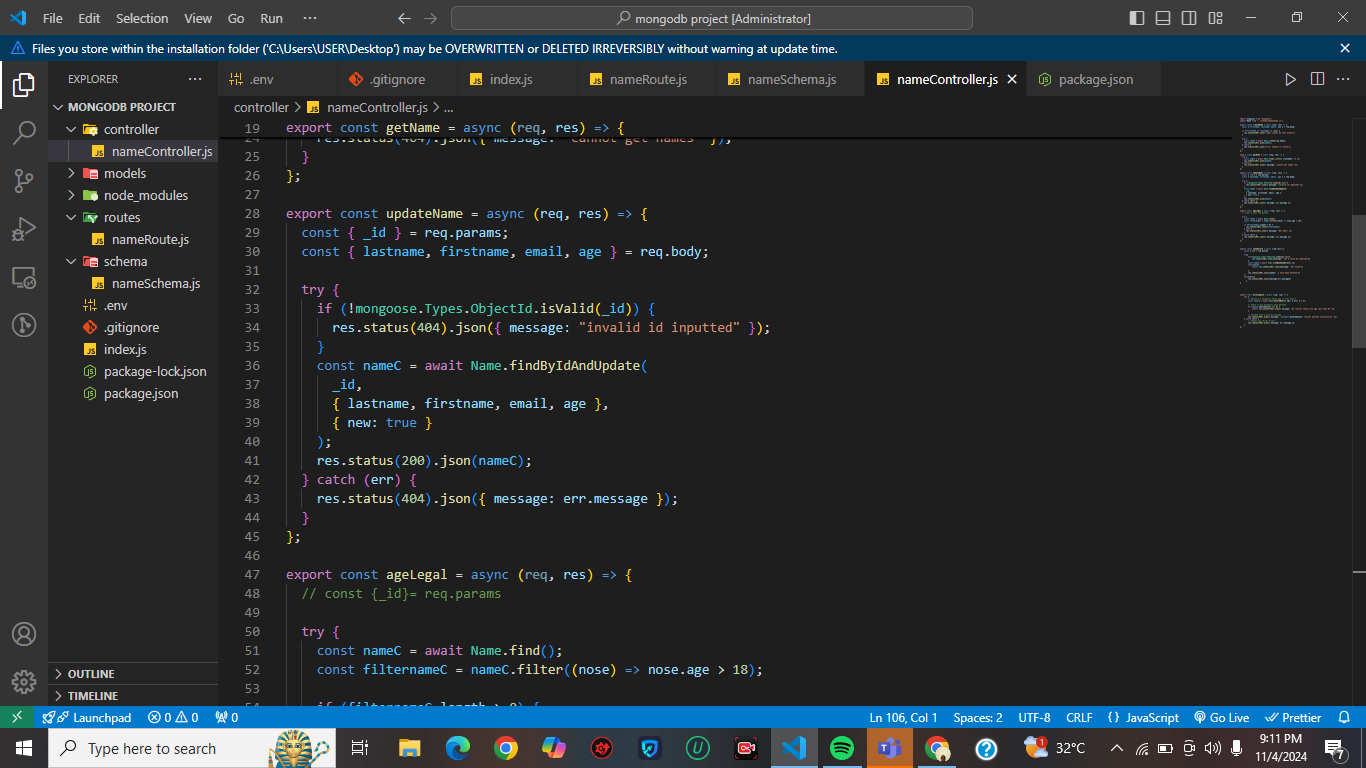 File Edit Selection View Go Run ··· mongodb project [Administrator]
Files you store within the installation folder ('C:\Users\USER\Desktop') may be OVERWRITTEN or DELETED IRREVERSIBLY without warning at update time.
EXPLORER
MONGODB PROJECT
controller
nameController.js
models
node_modules
routes
nameRoute.js
schema
nameSchema.js
.env
.gitignore
index.js
package-lock.json
package.json
OUTLINE
TIMELINE
.env .gitignore index.js nameRoute.js nameSchema.js nameController.js package.json
controller > nameController.js > ...
19 export const getName = async (req, res) => {
24 res.status(404).json({ message: "cannot get names" });
25 }
26 };
27
28 export const updateName = async (req, res) => {
29 const { _id } = req.params;
30 const { lastname, firstname, email, age } = req.body;
31
32 try {
33 if (!mongoose.Types.ObjectId.isValid(_id)) {
34 res.status(404).json({ message: "invalid id inputted" });
35 }
36 const nameC = await Name.findByIdAndUpdate(
37 _id,
38 { lastname, firstname, email, age },
39 { new: true }
40 );
41 res.status(200).json(nameC);
42 } catch (err) {
43 res.status(404).json({ message: err.message });
44 }
45 };
46
47 export const ageLegal = async (req, res) => {
48 // const {_id}= req.params
49
50 try {
51 const nameC = await Name.find();
52 const filternameC = nameC.filter((nose) => nose.age > 18);
53
54 if (filternameC.length > 0) {
Launchpad 0 0 0 Ln 106, Col 1 Spaces: 2 UTF-8 CRLF {} JavaScript Go Live Prettier
Type here to search 1 32°C 9:11 PM
11/4/2024 7